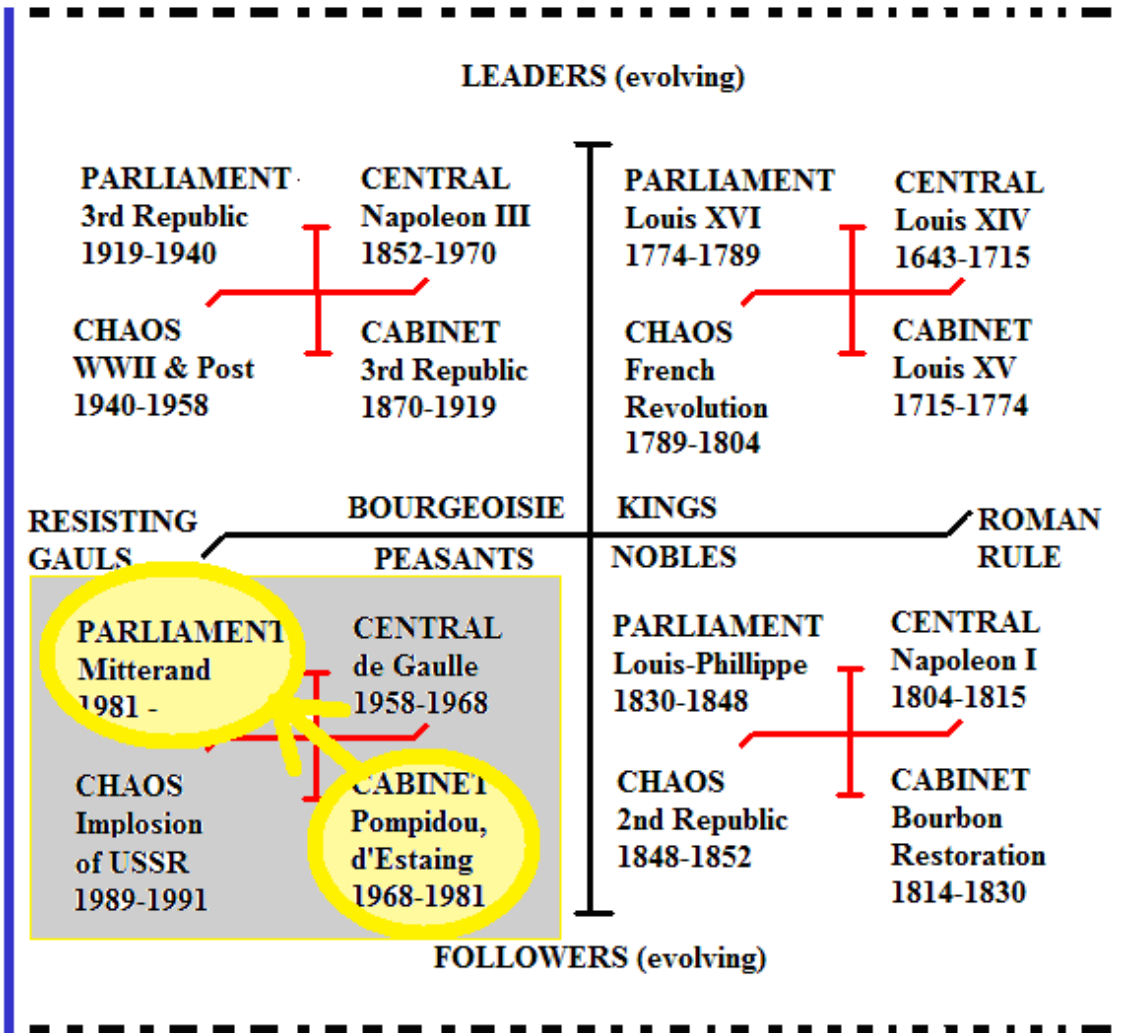 LEADERS (evolving)
PARLIAMENT
3rd Republic
1919-1940
CENTRAL
Napoleon III
1852-1970
CHAOS
WWII & Post
1940-1958
CABINET
3rd Republic
1870-1919
PARLIAMENT
Louis XVI
1774-1789
CENTRAL
Louis XIV
1643-1715
CHAOS
French
Revolution
1789-1804
CABINET
Louis XV
1715-1774
RESISTING
GAULS
BOURGEOISIE
KINGS
PEASANTS
NOBLES
ROMAN
RULE
PARLIAMENT
Mitterand
1981 -
CENTRAL
de Gaulle
1958-1968
CHAOS
Implosion
of USSR
1989-1991
CABINET
Pompidou,
d'Estaing
1968-1981
PARLIAMENT
Louis-Phillippe
1830-1848
CENTRAL
Napoleon I
1804-1815
CHAOS
2nd Republic
1848-1852
CABINET
Bourbon
Restoration
1814-1830
FOLLOWERS (evolving)